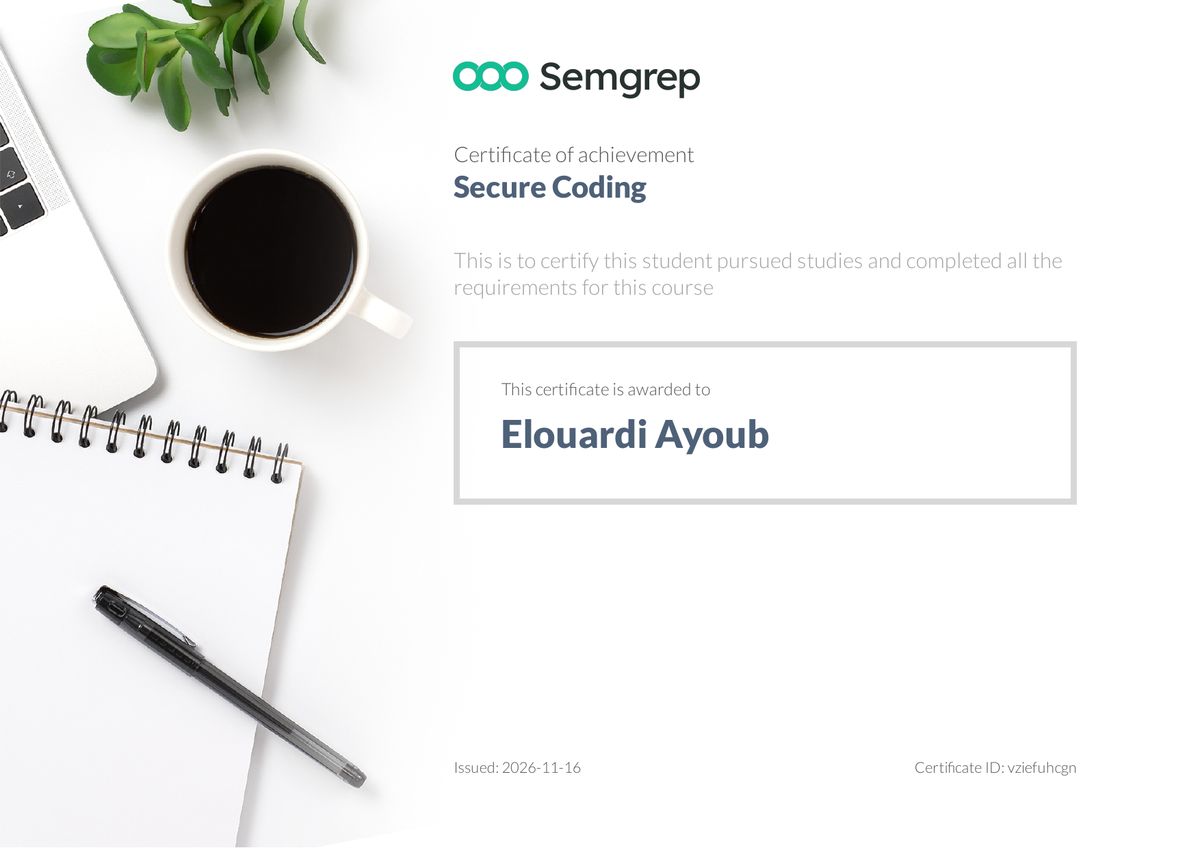 Semgrep
Certificate of achievement
Secure Coding
This is to certify this student pursued studies and completed all the
requirements for this course
This certificate is awarded to
Elouardi Ayoub
Issued: 2026-11-16
Certificate ID: vziefuhcgn